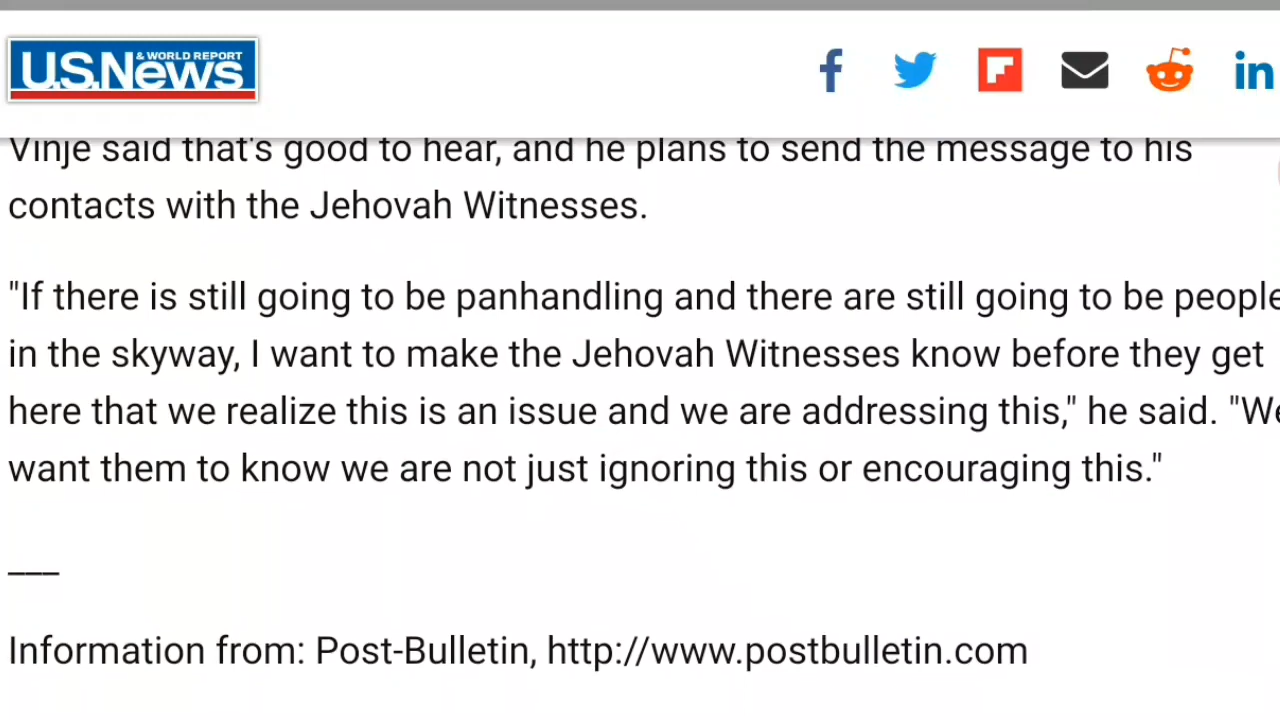 U.S.News
& WORLD REPORT
Vinje said that's good to hear, and he plans to send the message to his
contacts with the Jehovah Witnesses.
"If there is still going to be panhandling and there are still going to be people
in the skyway, I want to make the Jehovah Witnesses know before they get
here that we realize this is an issue and we are addressing this," he said. "We
want them to know we are not just ignoring this or encouraging this."
___
Information from: Post-Bulletin, http://www.postbulletin.com